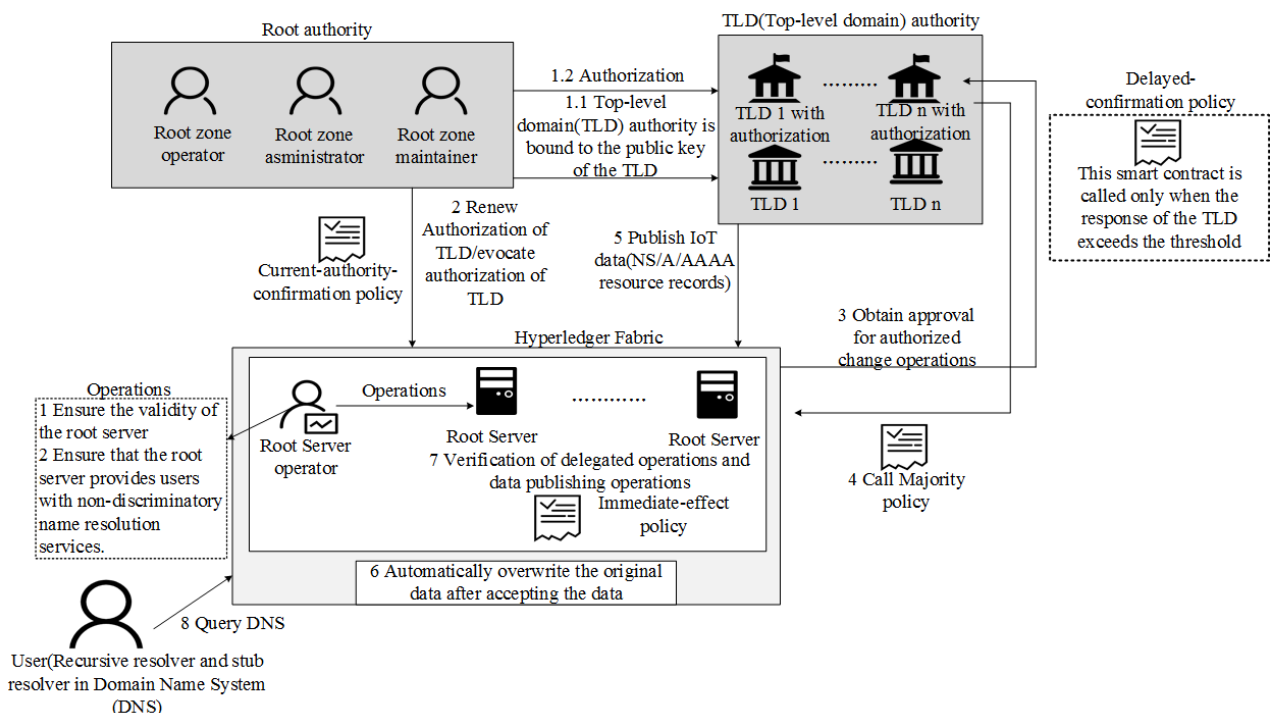 Root authority
Root zone
operator
Root zone
asministrator
Root zone
maintainer
1.2 Authorization
1.1 Top-level
domain(TLD) authority is
bound to the public key
of the TLD
TLD(Top-level domain) authority
.........
TLD 1 with
authorization
TLD n with
authorization
.........
TLD 1
TLD n
Delayed-
confirmation policy
This smart contract is
called only when the
response of the TLD
exceeds the threshold
Current-authority-
confirmation policy
2 Renew
Authorization of
TLD/evocate
authorization of
TLD
5 Publish IoT
data(NS/A/AAAA
resource records)
3 Obtain approval
for authorized
change operations
4 Call Majority
policy
Hyperledger Fabric
Root Server
operator
Operations
............
Root Server
Root Server
7 Verification of delegated operations and
data publishing operations
Immediate-effect
policy
6 Automatically overwrite the original
data after accepting the data
Operations
1 Ensure the validity of
the root server
2 Ensure that the root
server provides users
with non-discriminatory
name resolution
services.
8 Query DNS
User(Recursive resolver and stub
resolver in Domain Name System
(DNS)